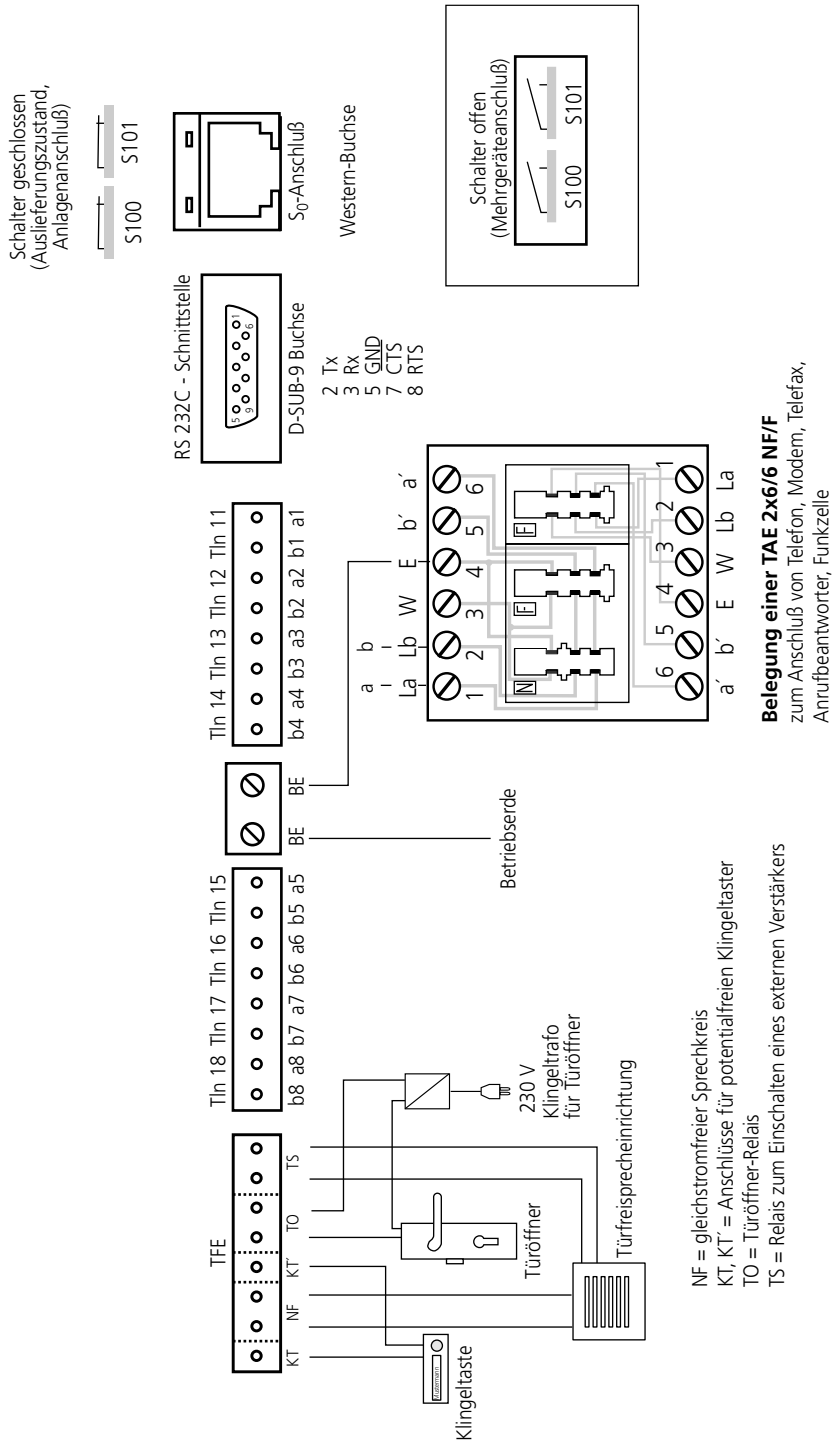 TFE
KT NF KT´ TO TS
Klingeltaste
Mustermann
Türöffner
Türfreisprecheinrichtung
230 V
Klingeltrafo
für Türöffner
Tln 18 Tln 17 Tln 16 Tln 15
b8 a8 b7 a7 b6 a6 b5 a5
BE BE
Betriebserde
Tln 14 Tln 13 Tln 12 Tln 11
b4 a4 b3 a3 b2 a2 b1 a1
RS 232C - Schnittstelle
5 1
9 6
D-SUB-9 Buchse
2 Tx
3 Rx
5 GND
7 CTS
8 RTS
Schalter geschlossen
(Auslieferungszustand,
Anlagenanschluß)
S100 S101
S0-Anschluß
Western-Buchse
Schalter offen
(Mehrgeräteanschluß)
S100 S101
a b
La Lb W E b´ a´
1 2 3 4 5 6
N F F
6 5 4 3 2 1
a´ b´ E W Lb La
Belegung einer TAE 2x6/6 NF/F
zum Anschluß von Telefon, Modem, Telefax,
Anrufbeantworter, Funkzelle
NF = gleichstromfreier Sprechkreis
KT, KT´ = Anschlüsse für potentialfreien Klingeltaster
TO = Türöffner-Relais
TS = Relais zum Einschalten eines externen Verstärkers